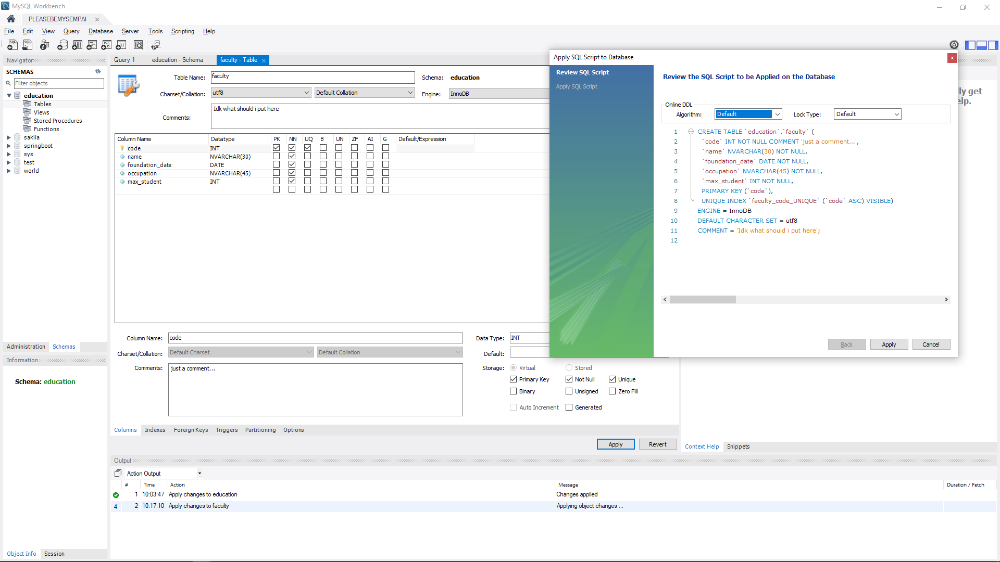 MySQL Workbench
PLEASEBEMYSEMPAI
File Edit View Query Database Server Tools Scripting Help
Navigator
SCHEMAS
Filter objects
education
Tables
Views
Stored Procedures
Functions
sakila
springboot
sys
test
world
Administration Schemas
Information
Schema: education
Object Info Session
Query 1 education - Schema faculty - Table
Table Name: faculty Schema: education
Charset/Collation: utf8 Default Collation Engine: InnoDB
Comments: Idk what should i put here
Column Name Datatype PK NN UQ B UN ZF AI G Default/Expression
code INT
name NVARCHAR(30)
foundation_date DATE
occupation NVARCHAR(45)
max_student INT
Column Name: code Data Type: INT
Charset/Collation: Default Charset Default Collation Default:
Comments: just a comment... Storage: Virtual Stored
Primary Key Not Null Unique
Binary Unsigned Zero Fill
Auto Increment Generated
Columns Indexes Foreign Keys Triggers Partitioning Options
Apply Revert
Context Help Snippets
Output
Action Output
# Time Action Message Duration / Fetch
1 10:03:47 Apply changes to education Changes applied
4 2 10:17:10 Apply changes to faculty Applying object changes ...
lly get
elp.
Apply SQL Script to Database
Review SQL Script
Apply SQL Script
Review the SQL Script to be Applied on the Database
Online DDL
Algorithm: Default Lock Type: Default
1 CREATE TABLE `education`.`faculty` (
2 `code` INT NOT NULL COMMENT 'just a comment...',
3 `name` NVARCHAR(30) NOT NULL,
4 `foundation_date` DATE NOT NULL,
5 `occupation` NVARCHAR(45) NOT NULL,
6 `max_student` INT NOT NULL,
7 PRIMARY KEY (`code`),
8 UNIQUE INDEX `faculty_code_UNIQUE` (`code` ASC) VISIBLE)
9 ENGINE = InnoDB
10 DEFAULT CHARACTER SET = utf8
11 COMMENT = 'Idk what should i put here';
12
Back Apply Cancel